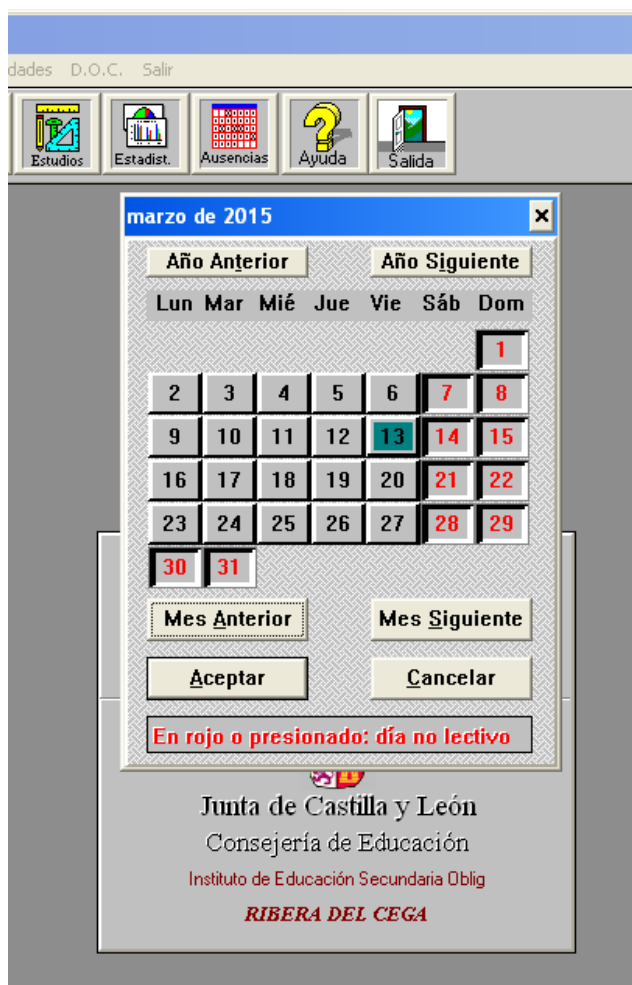 dades D.O.C. Salir
Estudios Estadist. Ausencias Ayuda Salida
marzo de 2015
Año Anterior Año Siguiente
Lun Mar Mié Jue Vie Sáb Dom
1
2 3 4 5 6 7 8
9 10 11 12 13 14 15
16 17 18 19 20 21 22
23 24 25 26 27 28 29
30 31
Mes Anterior Mes Siguiente
Aceptar Cancelar
En rojo o presionado: día no lectivo
Junta de Castilla y León
Consejería de Educación
Instituto de Educación Secundaria Oblig
RIBERA DEL CEGA